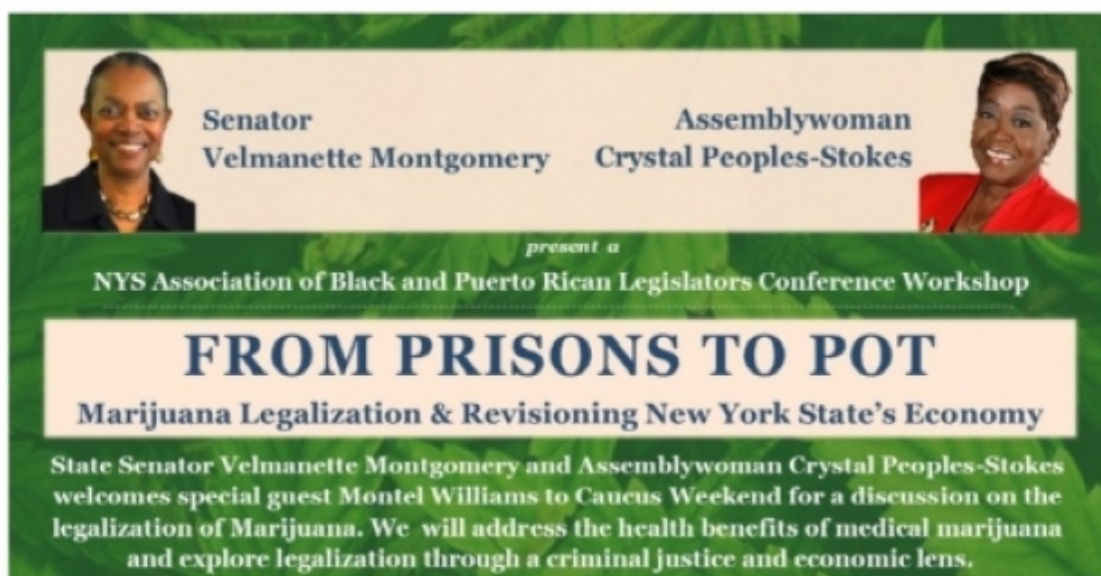 Senator
Velmanette Montgomery
Assemblywoman
Crystal Peoples-Stokes
present a
NYS Association of Black and Puerto Rican Legislators Conference Workshop
FROM PRISONS TO POT
Marijuana Legalization & Revisioning New York State's Economy
State Senator Velmanette Montgomery and Assemblywoman Crystal Peoples-Stokes
welcomes special guest Montel Williams to Caucus Weekend for a discussion on the
legalization of Marijuana. We will address the health benefits of medical marijuana
and explore legalization through a criminal justice and economic lens.